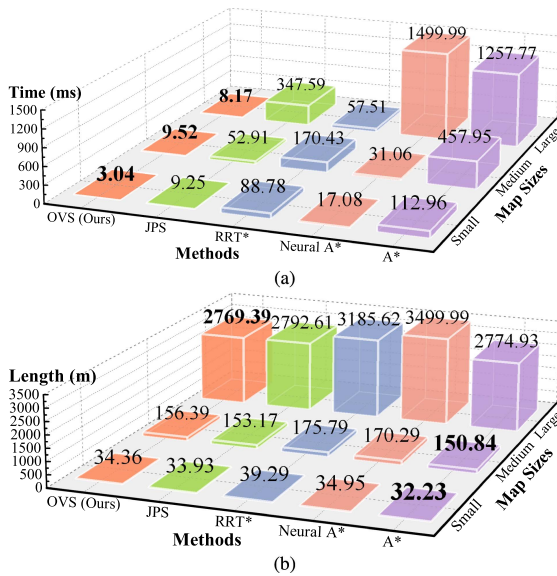 1499.99
1257.77
Time (ms)
8.17
347.59
57.51
1500
1200
900
600
300
0
9.52
52.91
170.43
31.06
457.95
3.04
9.25
88.78
17.08
112.96
Large
Medium
Small
Map Sizes
OVS (Ours)
JPS
RRT*
Neural A*
A*
Methods
(a)
2769.39
2792.61
3185.62
3499.99
2774.93
Length (m)
3500
3000
2500
2000
1500
1000
500
0
156.39
153.17
175.79
170.29
150.84
34.36
33.93
39.29
34.95
32.23
Large
Medium
Small
Map Sizes
OVS (Ours)
JPS
RRT*
Neural A*
A*
Methods
(b)